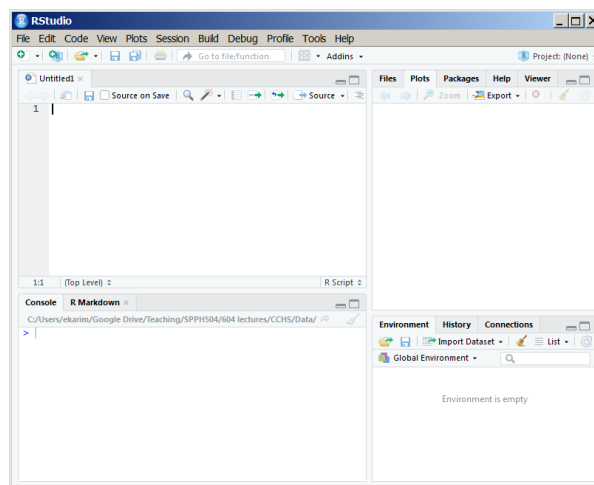 RStudio
File Edit Code View Plots Session Build Debug Profile Tools Help
Go to file/function Addins Project: (None)
Untitled1
Source on Save Source
1
1:1 (Top Level) R Script
Console R Markdown
C:/Users/ekarim/Google Drive/Teaching/SPPH504/604 lectures/CCHS/Data/
>
Files Plots Packages Help Viewer
Zoom Export
Environment History Connections
Import Dataset List
Global Environment
Environment is empty